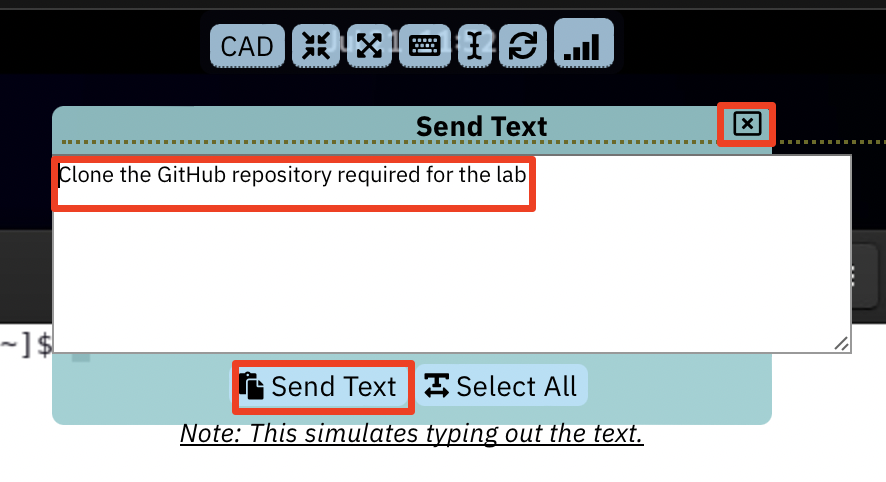 CAD
Send Text
Clone the GitHub repository required for the lab
~]$
Send Text
Select All
Note: This simulates typing out the text.